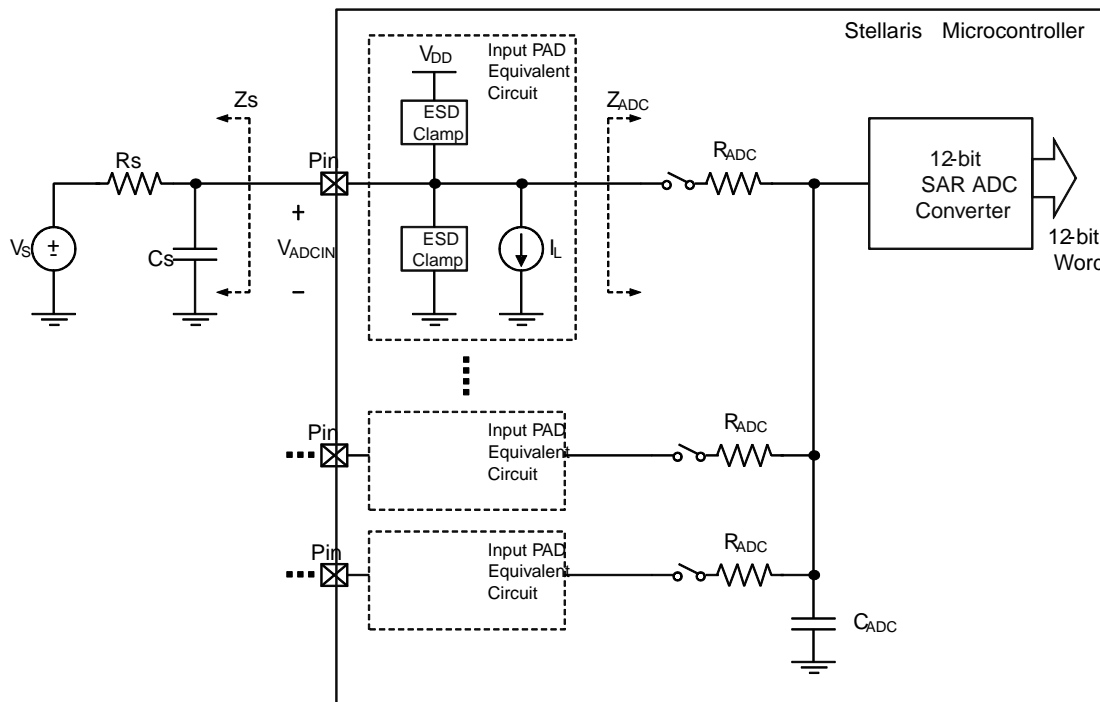 Stellaris Microcontroller
Input PAD
Equivalent
Circuit
VDD
ESD
Clamp
Zs
ZADC
Rs
Pin
RADC
12-bit
SAR ADC
Converter
VS
±
Cs
+
VADCIN
−
ESD
Clamp
IL
12-bit
Word
Pin
Input PAD
Equivalent
Circuit
RADC
Pin
Input PAD
Equivalent
Circuit
RADC
CADC